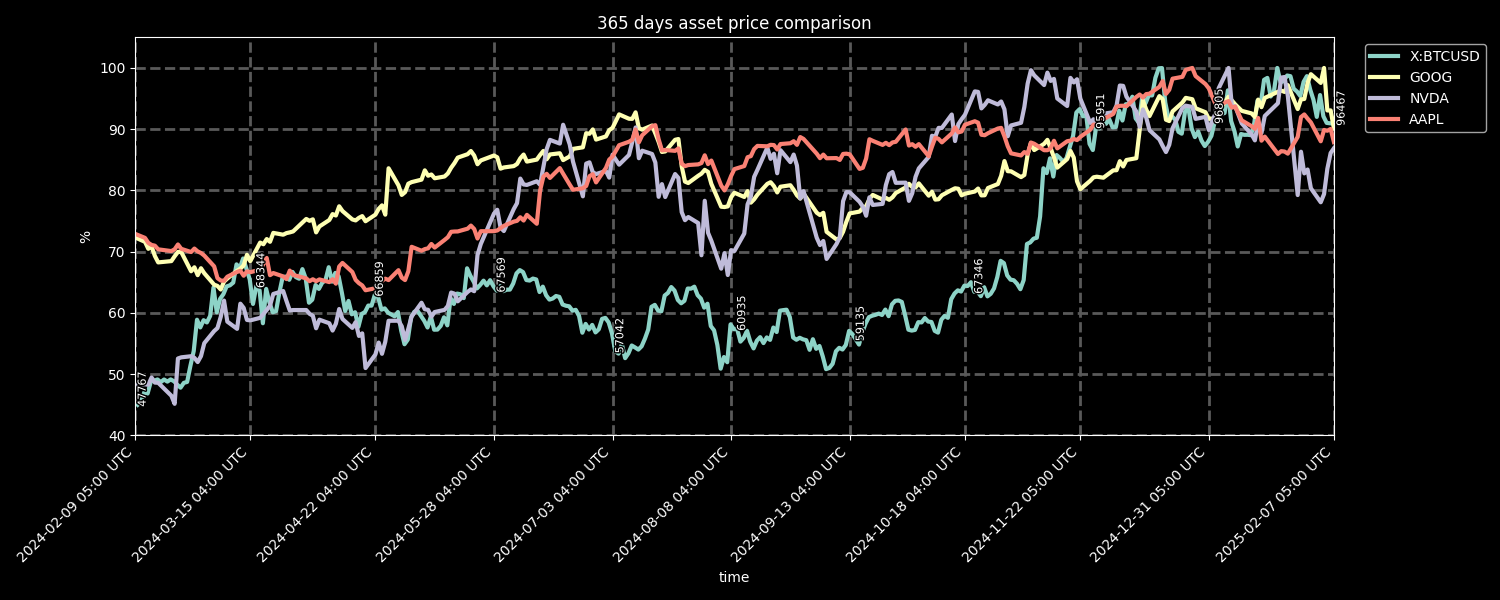 365 days asset price comparison
X:BTCUSD
GOOG
NVDA
AAPL
%
100
90
80
70
60
50
40
47767
68344
66859
67569
57042
60935
59135
67346
95951
96805
96467
2024-02-09 05:00 UTC
2024-03-15 04:00 UTC
2024-04-22 04:00 UTC
2024-05-28 04:00 UTC
2024-07-03 04:00 UTC
2024-08-08 04:00 UTC
2024-09-13 04:00 UTC
2024-10-18 04:00 UTC
2024-11-22 05:00 UTC
2024-12-31 05:00 UTC
2025-02-07 05:00 UTC
time